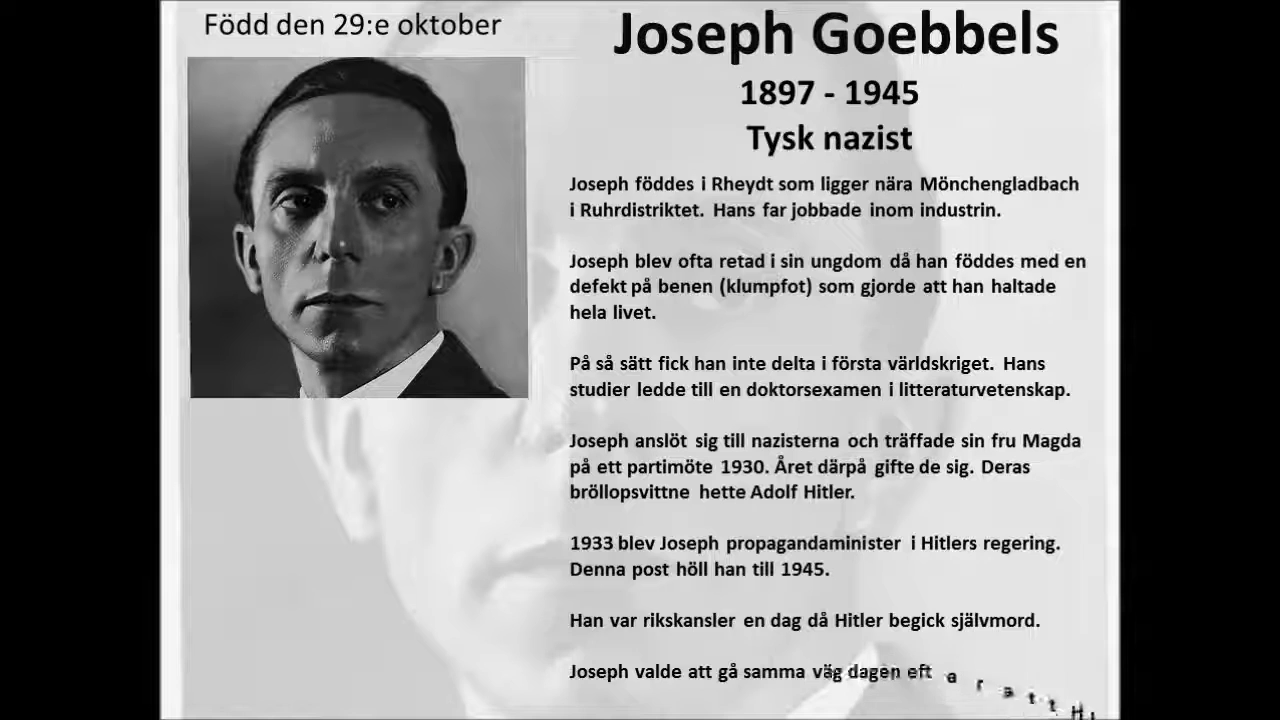 Född den 29:e oktober
Joseph Goebbels
1897 - 1945
Tysk nazist
Joseph föddes i Rheydt som ligger nära Mönchengladbach
i Ruhrdistriktet. Hans far jobbade inom industrin.
Joseph blev ofta retad i sin ungdom då han föddes med en
defekt på benen (klumpfot) som gjorde att han haltade
hela livet.
På så sätt fick han inte delta i första världskriget. Hans
studier ledde till en doktorsexamen i litteraturvetenskap.
Joseph anslöt sig till nazisterna och träffade sin fru Magda
på ett partimöte 1930. Året därpå gifte de sig. Deras
bröllopsvittne hette Adolf Hitler.
1933 blev Joseph propagandaminister i Hitlers regering.
Denna post höll han till 1945.
Han var rikskansler en dag då Hitler begick självmord.
Joseph valde att gå samma väg dagen eft